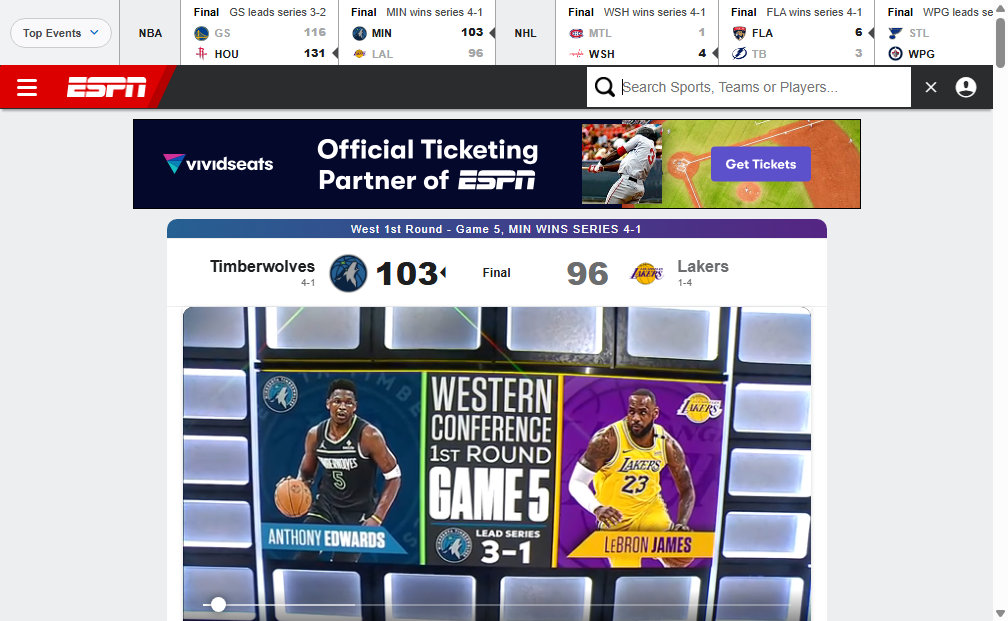 Top Events
NBA
Final GS leads series 3-2
GS 116
HOU 131
Final MIN wins series 4-1
MIN 103
LAL 96
NHL
Final WSH wins series 4-1
MTL 1
WSH 4
Final FLA wins series 4-1
FLA 6
TB 3
Final WPG leads se
STL
WPG
ESPN
Search Sports, Teams or Players...
vividseats
Official Ticketing
Partner of ESPN
Get Tickets
West 1st Round - Game 5, MIN WINS SERIES 4-1
Timberwolves
4-1
103
Final
96
Lakers
1-4
WESTERN
CONFERENCE
1ST ROUND
GAME 5
LEAD SERIES
3-1
LAKERS
TIMBERWOLVES
5
LAKERS
23
ANTHONY EDWARDS
LEBRON JAMES